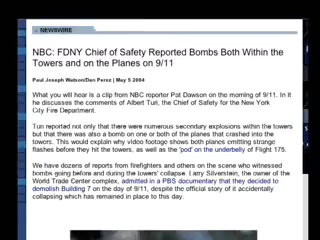 NEWSWIRE
NBC: FDNY Chief of Safety Reported Bombs Both Within the
Towers and on the Planes on 9/11
Paul Joseph Watson/Dan Perez | May 5 2004
What you will hear is a clip from NBC reporter Pat Dawson on the morning of 9/11. In it
he discusses the comments of Albert Turi, the Chief of Safety for the New York
City Fire Department.
Turi reported not only that there were numerous secondary explosions within the towers
but that there was also a bomb on one or both of the planes that crashed into the
towers. This would explain why video footage shows both planes emitting strange
flashes before they hit the towers, as well as the 'pod' on the underbelly of Flight 175.
We have dozens of reports from firefighters and others on the scene who witnessed
bombs going before and during the towers' collapse. Larry Silverstein, the owner of the
World Trade Center complex, admitted in a PBS documentary that they decided to
demolish Building 7 on the day of 9/11, despite the official story of it accidentally
collapsing which has remained in place to this day.